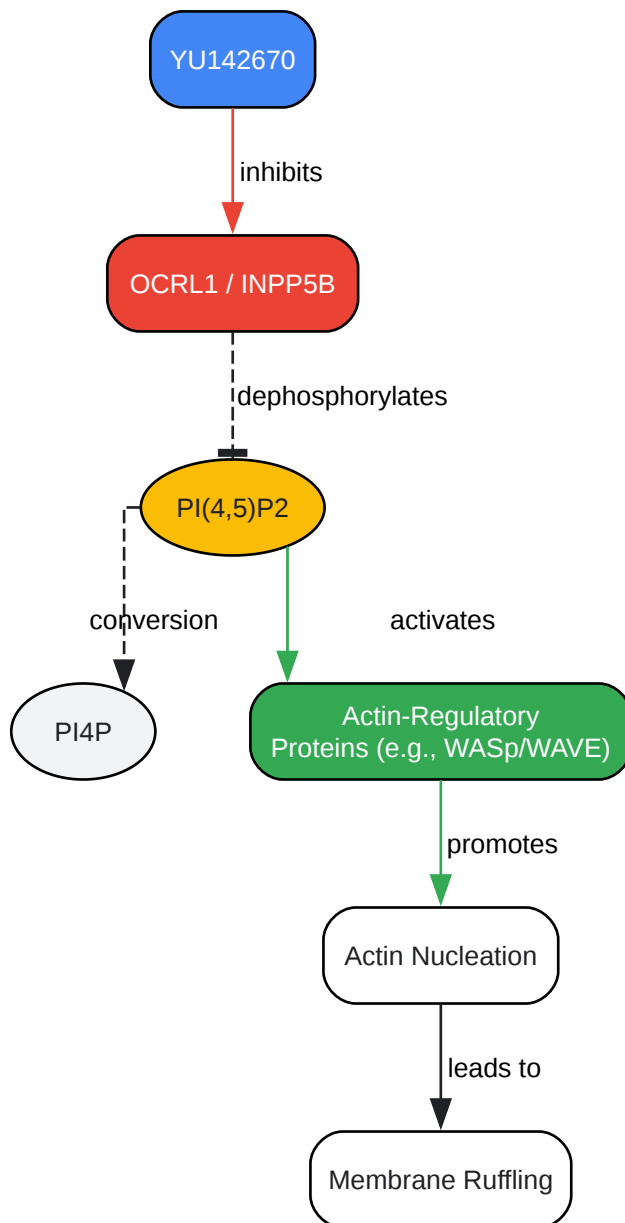 YU142670
inhibits
OCRL1 / INPP5B
dephosphorylates
PI(4,5)P2
conversion
activates
PI4P
Actin-Regulatory
Proteins (e.g., WASp/WAVE)
promotes
Actin Nucleation
leads to
Membrane Ruffling